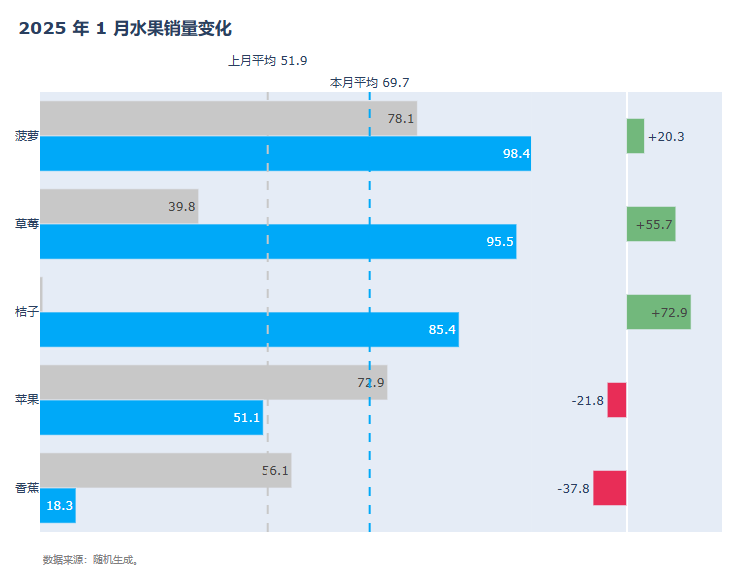 2025 年 1 月水果销量变化
上月平均 51.9
本月平均 69.7
菠萝
78.1
98.4
+20.3
草莓
39.8
95.5
+55.7
桔子
85.4
+72.9
苹果
72.9
51.1
-21.8
香蕉
56.1
18.3
-37.8
数据来源：随机生成。